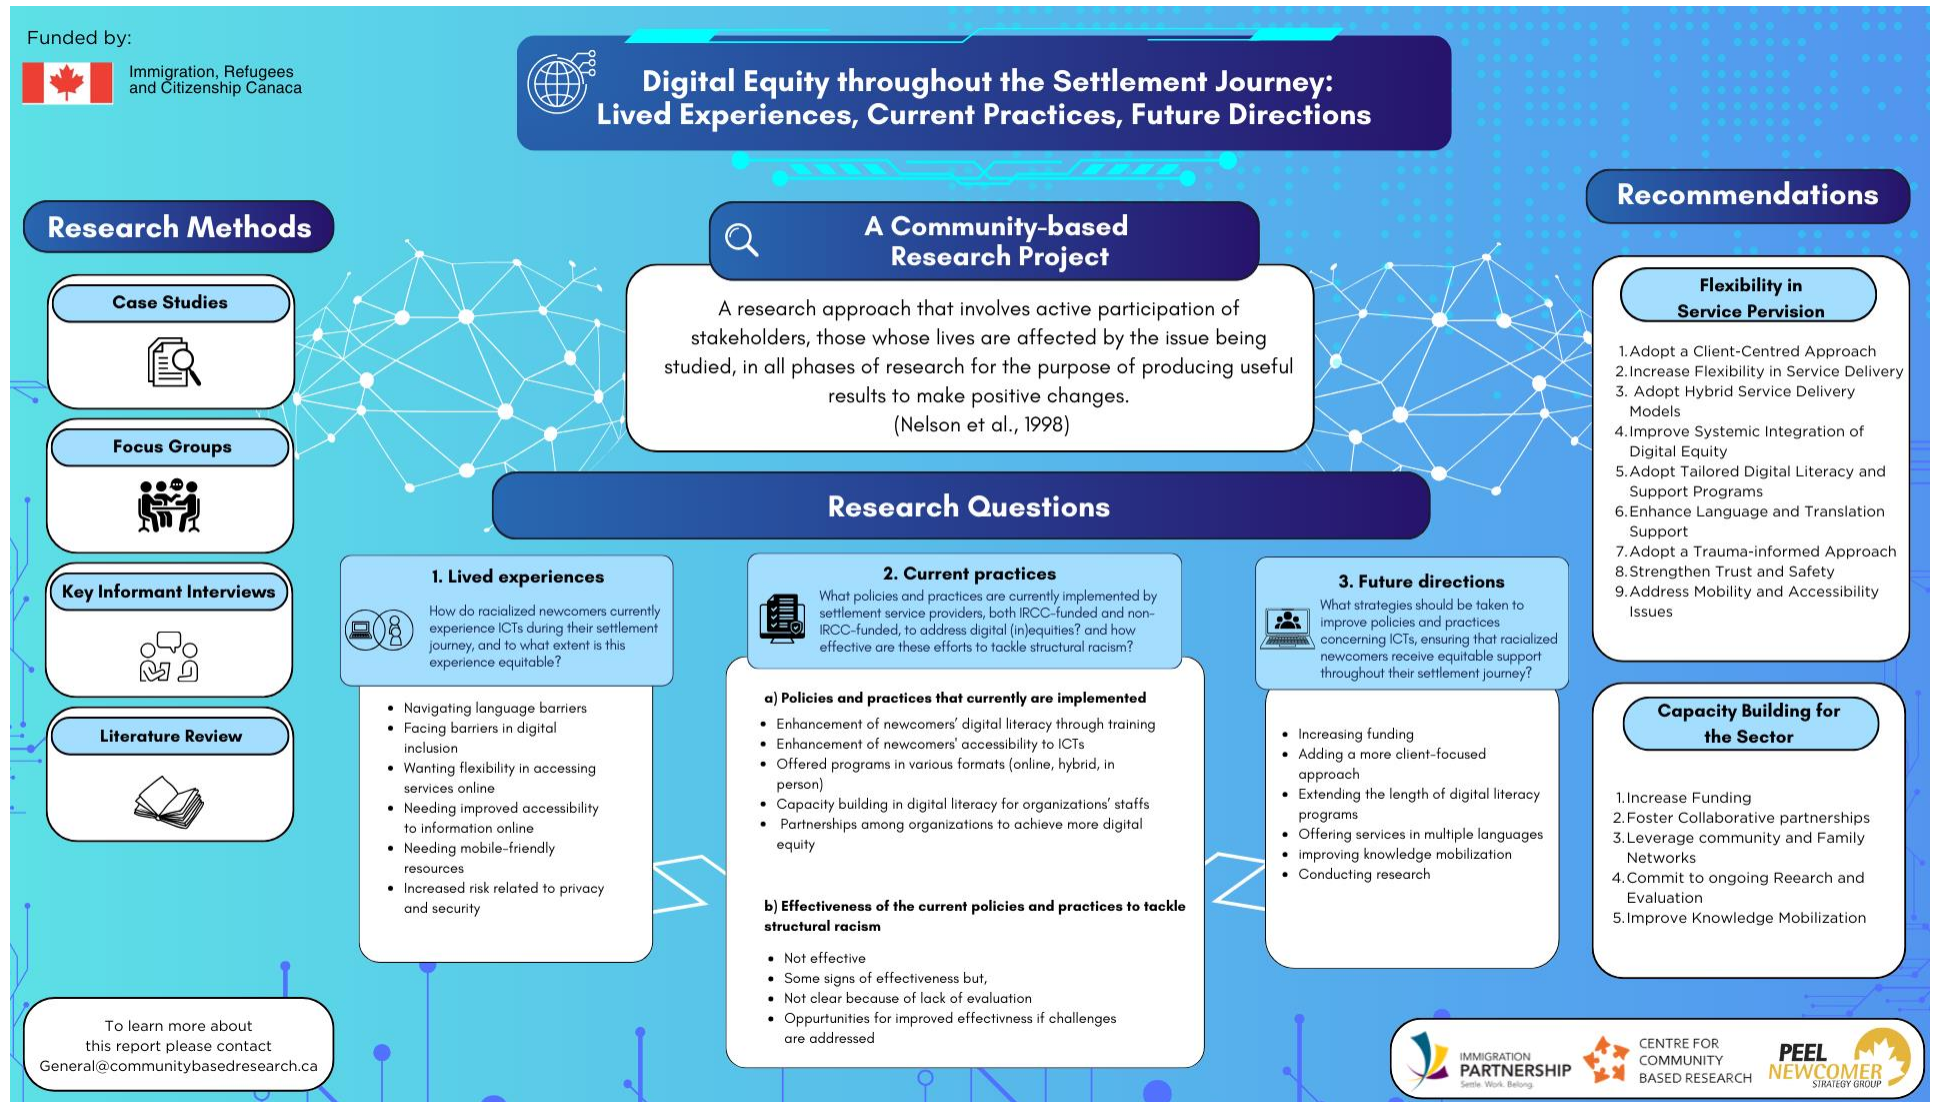 Funded by:
Immigration, Refugees
and Citizenship Canaca
Digital Equity throughout the Settlement Journey:
Lived Experiences, Current Practices, Future Directions
Research Methods
Case Studies
Focus Groups
Key Informant Interviews
Literature Review
A Community-based
Research Project
A research approach that involves active participation of
stakeholders, those whose lives are affected by the issue being
studied, in all phases of research for the purpose of producing useful
results to make positive changes.
(Nelson et al., 1998)
Research Questions
1. Lived experiences
How do racialized newcomers currently
experience ICTs during their settlement
journey, and to what extent is this
experience equitable?
• Navigating language barriers
• Facing barriers in digital
inclusion
• Wanting flexibility in accessing
services online
• Needing improved accessibility
to information online
• Needing mobile-friendly
resources
• Increased risk related to privacy
and security
2. Current practices
What policies and practices are currently implemented by
settlement service providers, both IRCC-funded and non-
IRCC-funded, to address digital (in)equities? and how
effective are these efforts to tackle structural racism?
a) Policies and practices that currently are implemented
• Enhancement of newcomers' digital literacy through training
• Enhancement of newcomers' accessibility to ICTs
• Offered programs in various formats (online, hybrid, in
person)
• Capacity building in digital literacy for organizations' staffs
• Partnerships among organizations to achieve more digital
equity
b) Effectiveness of the current policies and practices to tackle
structural racism
• Not effective
• Some signs of effectiveness but,
• Not clear because of lack of evaluation
• Oppurtunities for improved effectivness if challenges
are addressed
3. Future directions
What strategies should be taken to
improve policies and practices
concerning ICTs, ensuring that racialized
newcomers receive equitable support
throughout their settlement journey?
• Increasing funding
• Adding a more client-focused
approach
• Extending the length of digital literacy
programs
• Offering services in multiple languages
• improving knowledge mobilization
• Conducting research
Recommendations
Flexibility in
Service Pervision
1. Adopt a Client-Centred Approach
2. Increase Flexibility in Service Delivery
3. Adopt Hybrid Service Delivery
Models
4. Improve Systemic Integration of
Digital Equity
5. Adopt Tailored Digital Literacy and
Support Programs
6. Enhance Language and Translation
Support
7. Adopt a Trauma-informed Approach
8. Strengthen Trust and Safety
9. Address Mobility and Accessibility
Issues
Capacity Building for
the Sector
1. Increase Funding
2. Foster Collaborative partnerships
3. Leverage community and Family
Networks
4. Commit to ongoing Reearch and
Evaluation
5. Improve Knowledge Mobilization
To learn more about
this report please contact
General@communitybasedresearch.ca
IMMIGRATION
PARTNERSHIP
Settle. Work. Belong.
CENTRE FOR
COMMUNITY
BASED RESEARCH
PEEL
NEWCOMER
STRATEGY GROUP